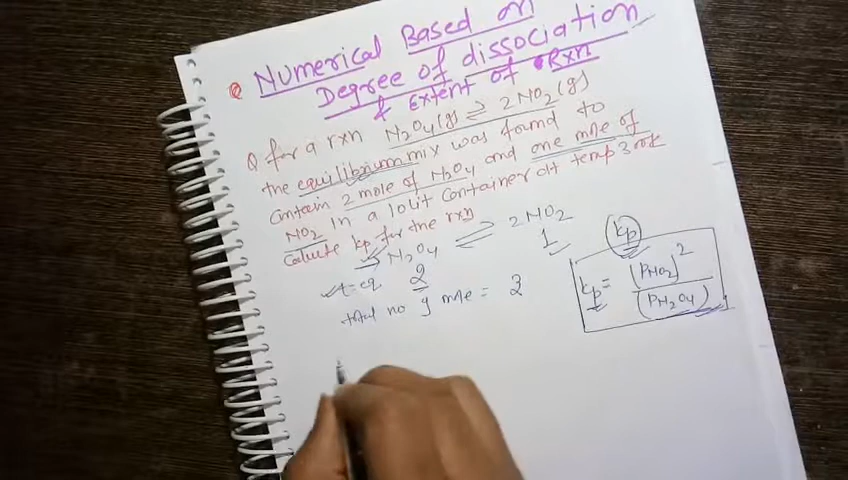 Numerical Based on
Degree of dissociation
& Extent of Rxn
Q for a rxn N₂O₄(g) ⇌ 2NO₂(g)
the equilibrium mix was found to
Contain 2 mole of N₂O₄ and one mole of
NO₂ in a 10 lit Container at temp 300K
Calculate kp for the rxn
N₂O₄ ⇌ 2NO₂
t=eq 2 1
total no of mole = 3
kp
kp = (PNO₂)²
(PN₂O₄)